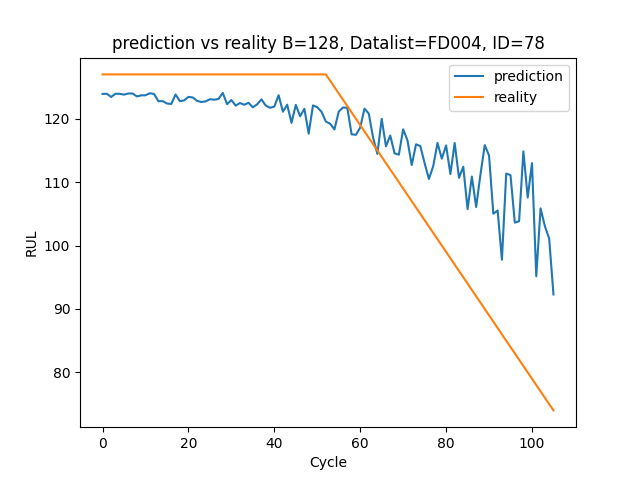 prediction vs reality B=128, Datalist=FD004, ID=78
prediction
reality
120
110
100
90
80
RUL
0 20 40 60 80 100
Cycle